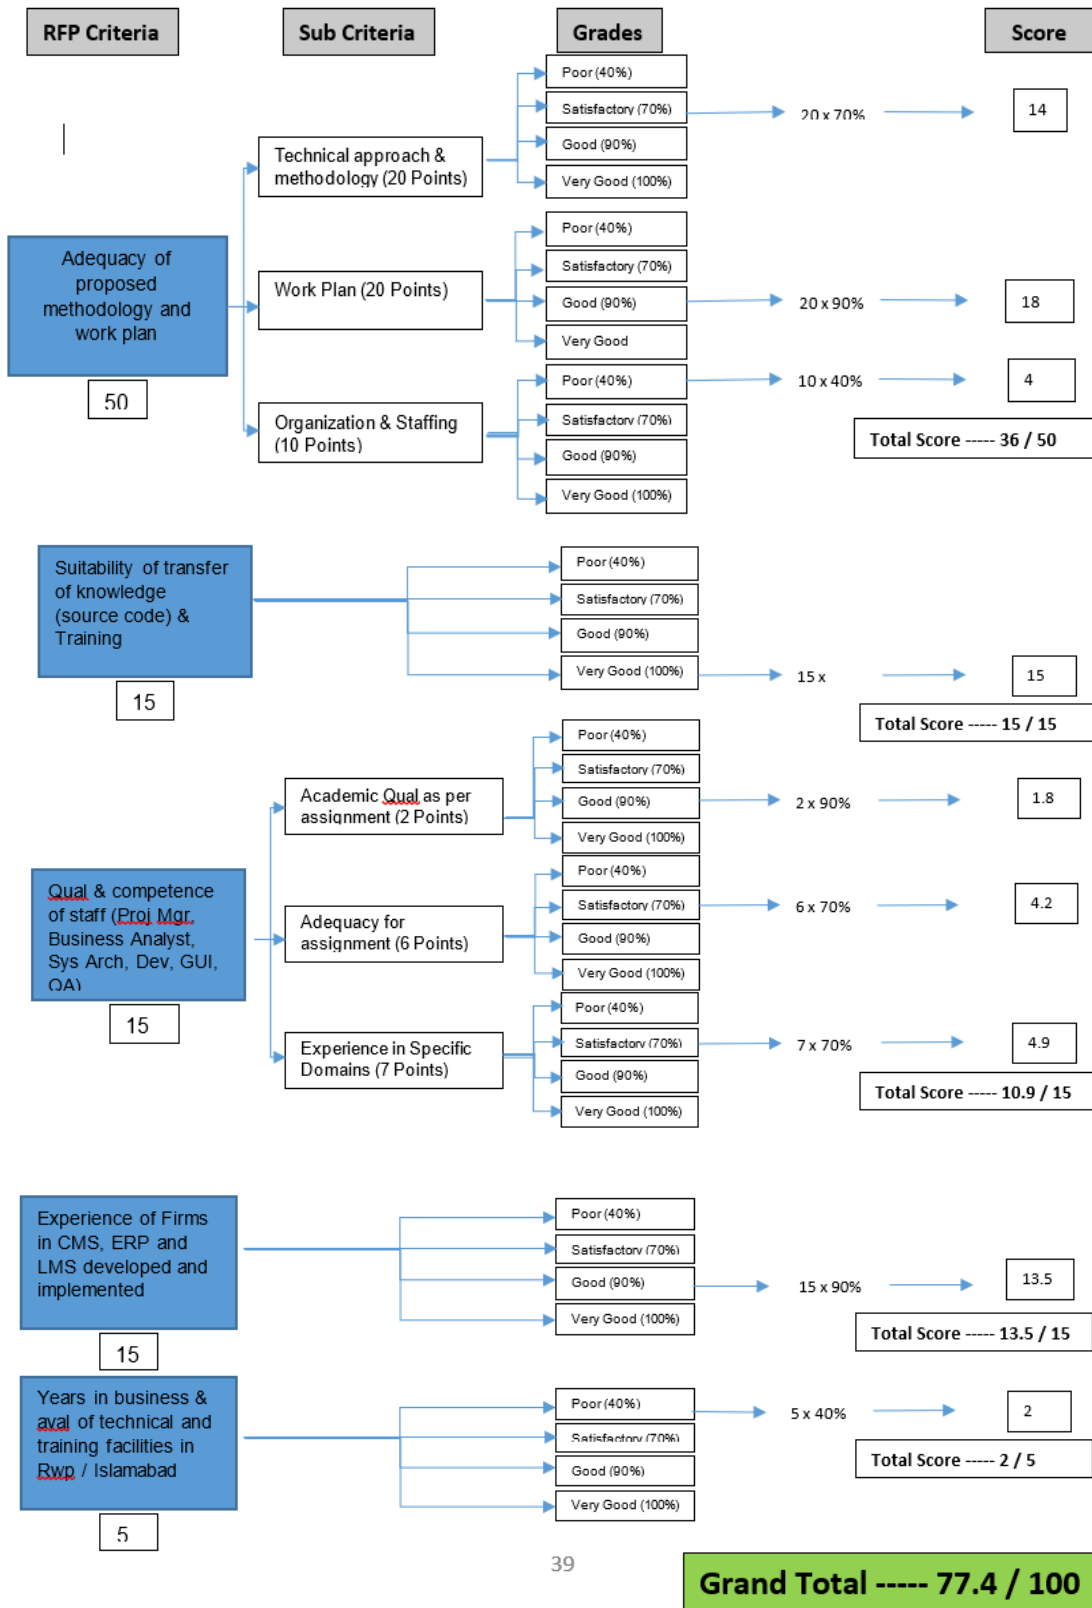 RFP Criteria
Sub Criteria
Grades
Score
Adequacy of
proposed
methodology and
work plan
50
Technical approach &
methodology (20 Points)
Poor (40%)
Satisfactory (70%)
Good (90%)
Very Good (100%)
20 x 70%
14
Work Plan (20 Points)
Poor (40%)
Satisfactory (70%)
Good (90%)
Very Good
20 x 90%
18
Organization & Staffing
(10 Points)
Poor (40%)
Satisfactory (70%)
Good (90%)
Very Good (100%)
10 x 40%
4
Total Score ----- 36 / 50
Suitability of transfer
of knowledge
(source code) &
Training
15
Poor (40%)
Satisfactory (70%)
Good (90%)
Very Good (100%)
15 x
15
Total Score ----- 15 / 15
Qual & competence
of staff (Proj Mgr,
Business Analyst,
Sys Arch, Dev, GUI,
QA)
15
Academic Qual as per
assignment (2 Points)
Poor (40%)
Satisfactory (70%)
Good (90%)
Very Good (100%)
2 x 90%
1.8
Adequacy for
assignment (6 Points)
Poor (40%)
Satisfactory (70%)
Good (90%)
Very Good (100%)
6 x 70%
4.2
Experience in Specific
Domains (7 Points)
Poor (40%)
Satisfactory (70%)
Good (90%)
Very Good (100%)
7 x 70%
4.9
Total Score ----- 10.9 / 15
Experience of Firms
in CMS, ERP and
LMS developed and
implemented
15
Poor (40%)
Satisfactory (70%)
Good (90%)
Very Good (100%)
15 x 90%
13.5
Total Score ----- 13.5 / 15
Years in business &
aval of technical and
training facilities in
Rwp / Islamabad
5
Poor (40%)
Satisfactory (70%)
Good (90%)
Very Good (100%)
5 x 40%
2
Total Score ----- 2 / 5
39
Grand Total ----- 77.4 / 100